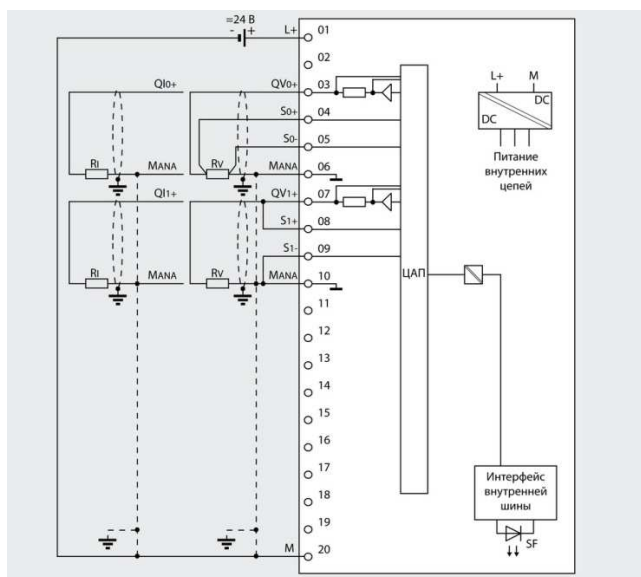 =24 В
- +
L+ 01
02
QI0+ QV0+ 03
S0+ 04
S0- 05
RI MANA RV MANA 06
QI1+ QV1+ 07
S1+ 08
S1- 09
RI MANA RV MANA 10
11
12
13
14
15
16
17
18
19
M 20
ЦАП
L+ M
DC
DC
Питание
внутренних
цепей
Интерфейс
внутренней
шины
SF